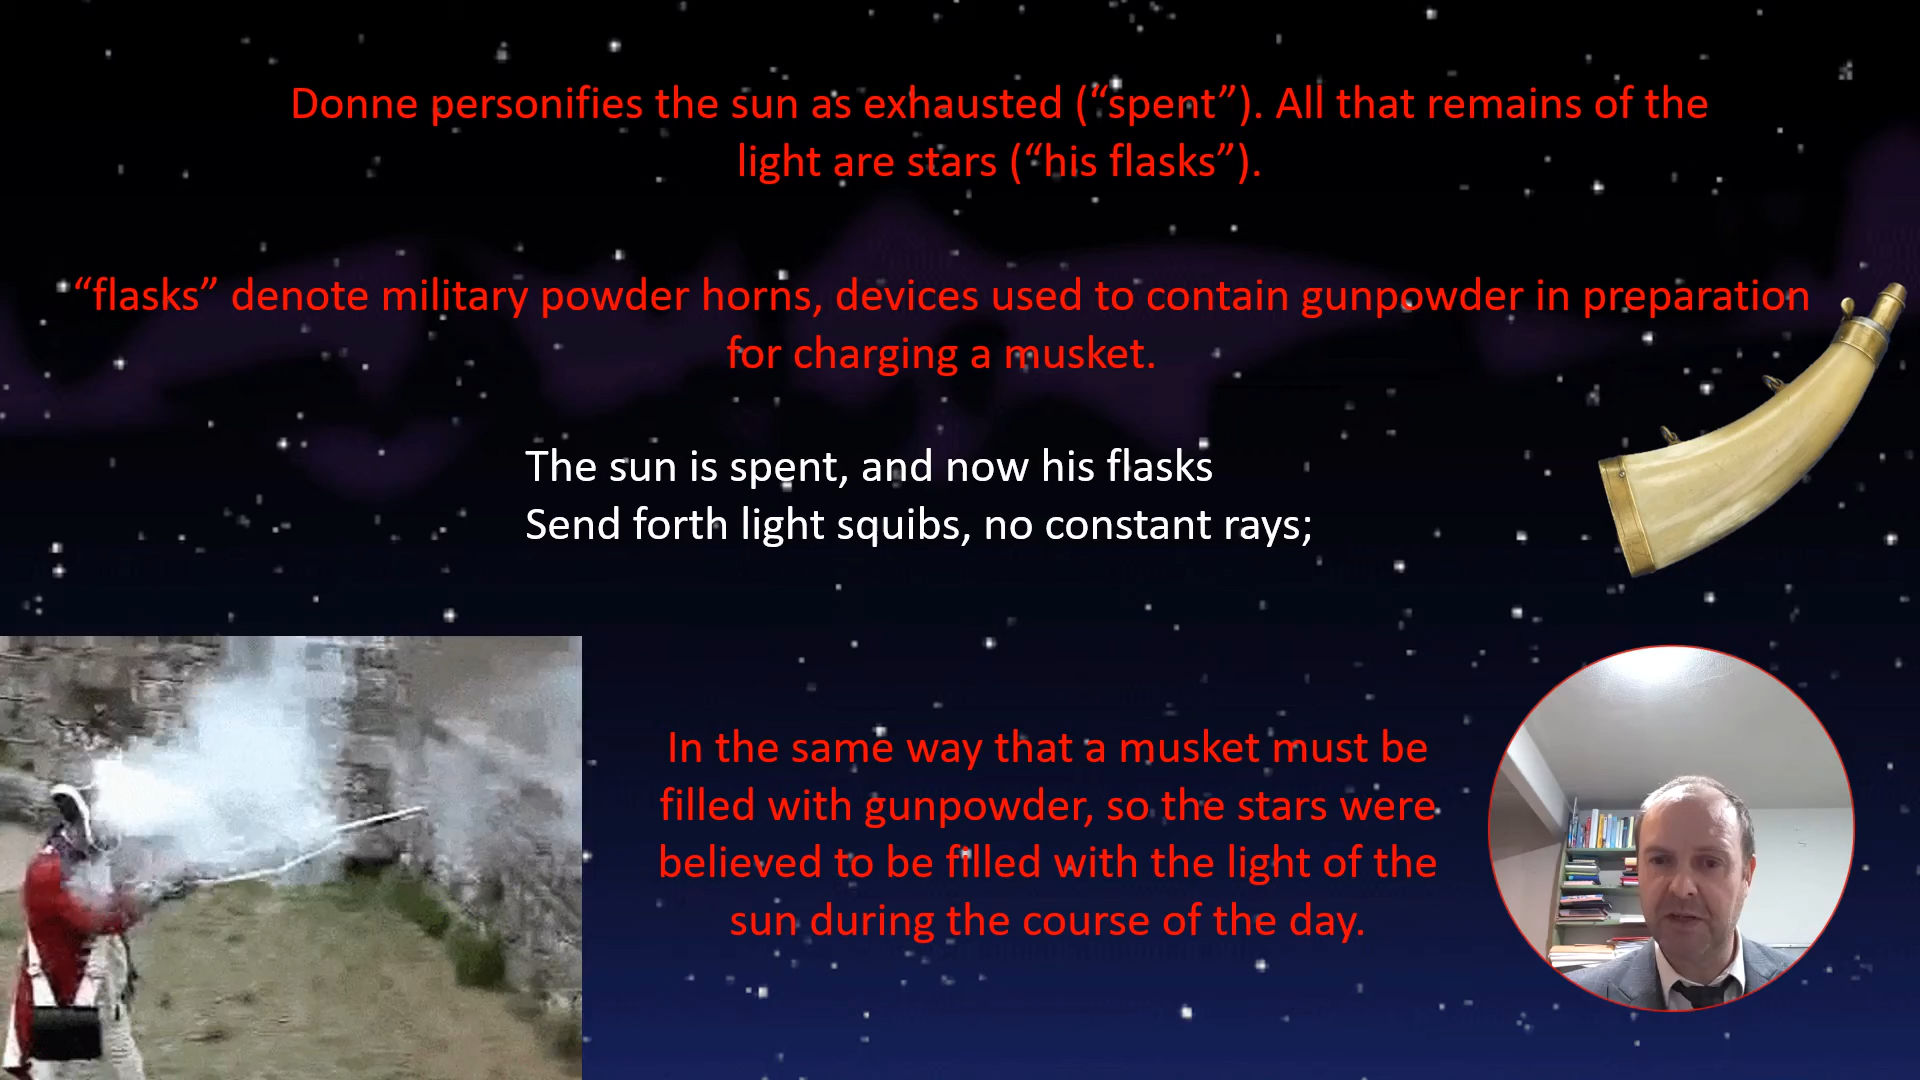 Donne personifies the sun as exhausted (“spent”). All that remains of the
light are stars (“his flasks”).
“flasks” denote military powder horns, devices used to contain gunpowder in preparation
for charging a musket.
The sun is spent, and now his flasks
Send forth light squibs, no constant rays;
In the same way that a musket must be
filled with gunpowder, so the stars were
believed to be filled with the light of the
sun during the course of the day.